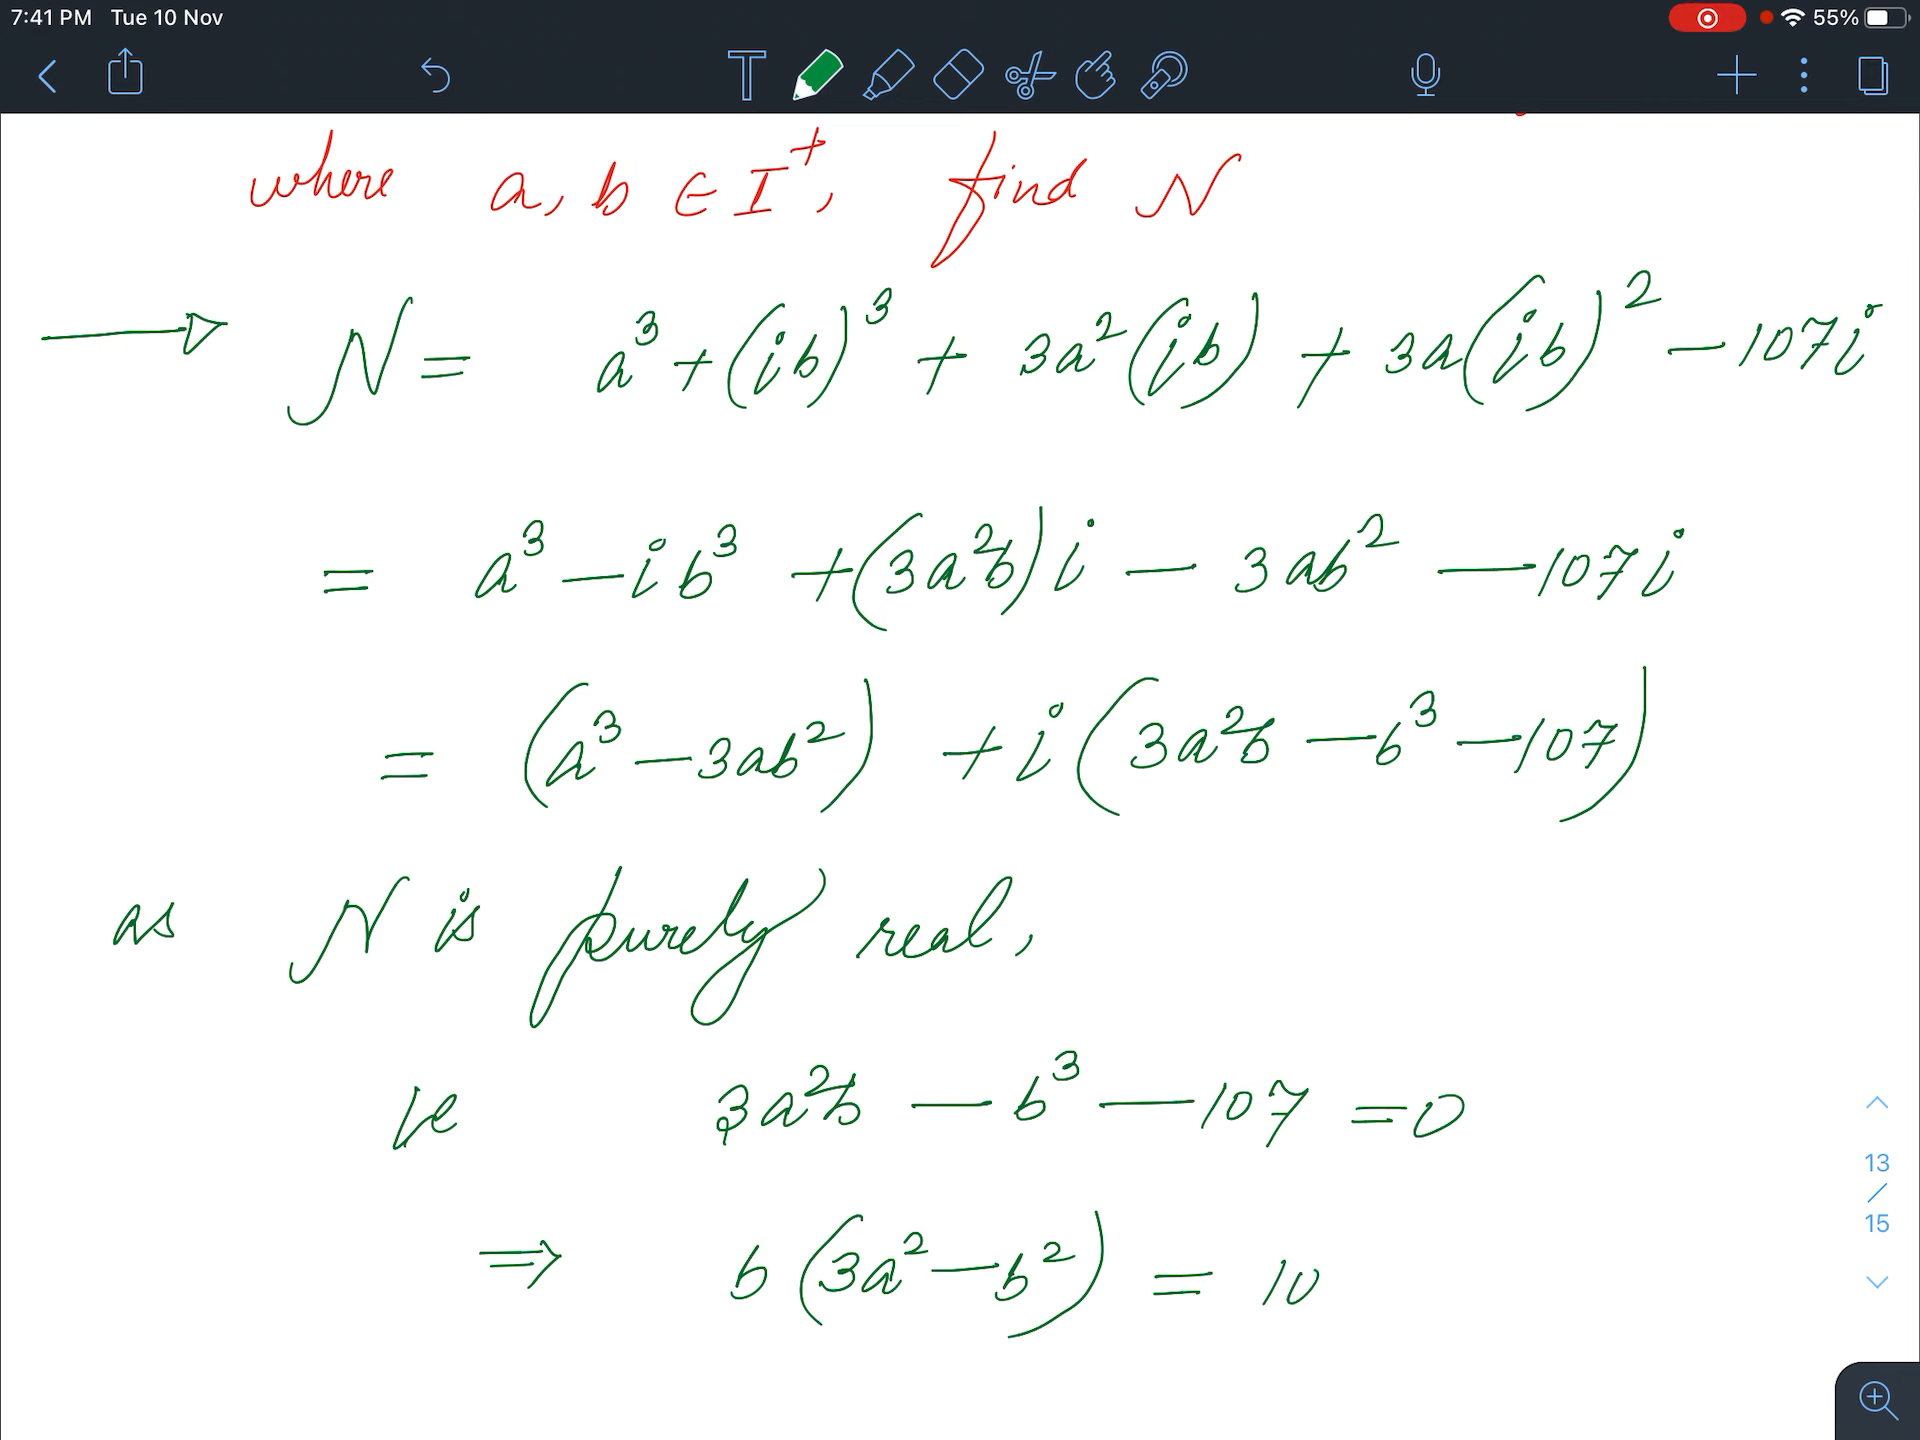 7:41 PM Tue 10 Nov 55%
T
where a, b ∈ I⁺, find N
N = a³ + (ib)³ + 3a²(ib) + 3a(ib)² - 107i
= a³ - ib³ + (3a²b)i - 3ab² - 107i
= (a³ - 3ab²) + i(3a²b - b³ - 107)
as N is purely real,
ie 3a²b - b³ - 107 = 0
⇒ b(3a² - b²) = 10
13
/
15